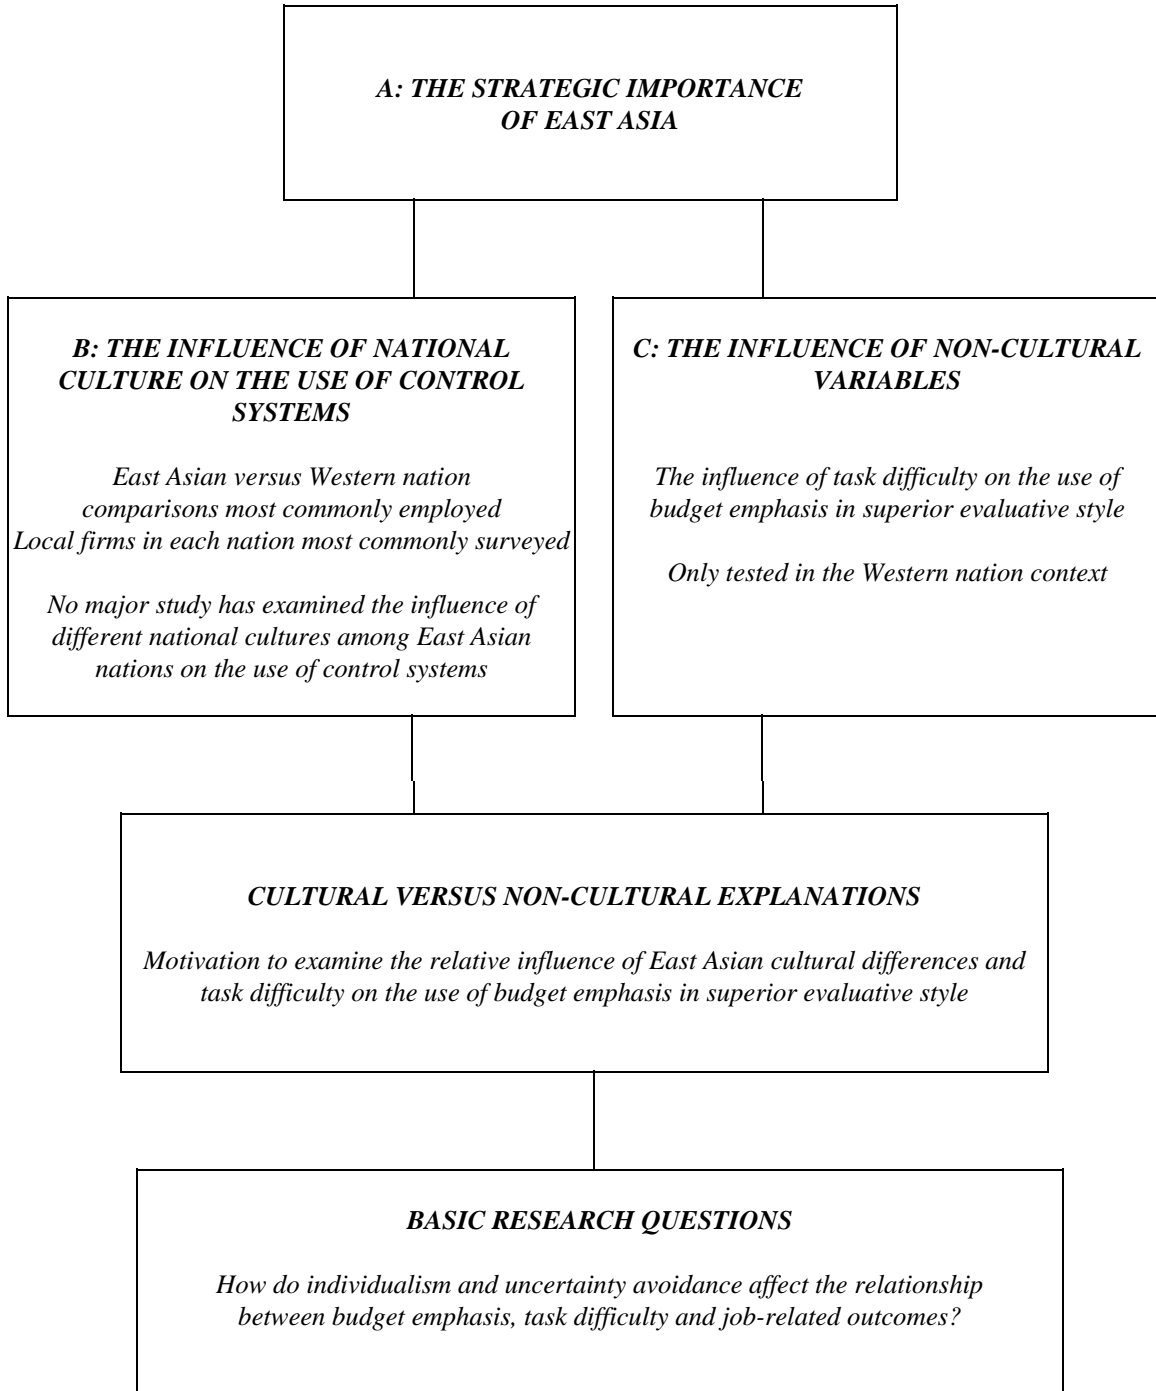 A: THE STRATEGIC IMPORTANCE
OF EAST ASIA
B: THE INFLUENCE OF NATIONAL
CULTURE ON THE USE OF CONTROL
SYSTEMS
East Asian versus Western nation
comparisons most commonly employed
Local firms in each nation most commonly surveyed
No major study has examined the influence of
different national cultures among East Asian
nations on the use of control systems
C: THE INFLUENCE OF NON-CULTURAL
VARIABLES
The influence of task difficulty on the use of
budget emphasis in superior evaluative style
Only tested in the Western nation context
CULTURAL VERSUS NON-CULTURAL EXPLANATIONS
Motivation to examine the relative influence of East Asian cultural differences and
task difficulty on the use of budget emphasis in superior evaluative style
BASIC RESEARCH QUESTIONS
How do individualism and uncertainty avoidance affect the relationship
between budget emphasis, task difficulty and job-related outcomes?